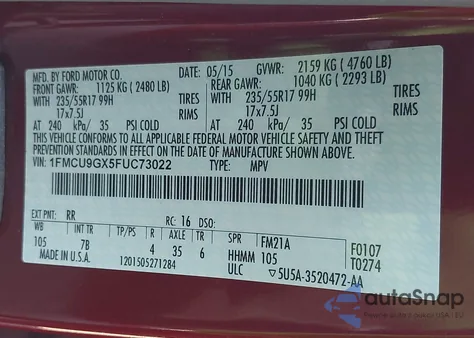 MFD. BY FORD MOTOR CO.
DATE: 05/15 GVWR: 2159 KG ( 4760 LB)
FRONT GAWR: 1125 KG ( 2480 LB) REAR GAWR: 1040 KG ( 2293 LB)
WITH 235/55R17 99H TIRES WITH 235/55R17 99H TIRES
17x7.5J RIMS 17x7.5J RIMS
AT 240 kPa/ 35 PSI COLD AT 240 kPa/ 35 PSI COLD
THIS VEHICLE CONFORMS TO ALL APPLICABLE FEDERAL MOTOR VEHICLE SAFETY, BUMPER, AND THEFT
PREVENTION STANDARDS IN EFFECT ON THE DATE OF MANUFACTURE SHOWN ABOVE.
VIN: 1FMCU9GX5FUC73022 TYPE: MPV
EXT PNT: RR RC: 16 DSO:
WB INT TR TP/PS R AXLE TR SPR
105 7B 4 35 6 FM21A F0107
MADE IN U.S.A. HHMM 105 T0274
1201505271284 ULC 5U5A-3520472-AA
autoSnap